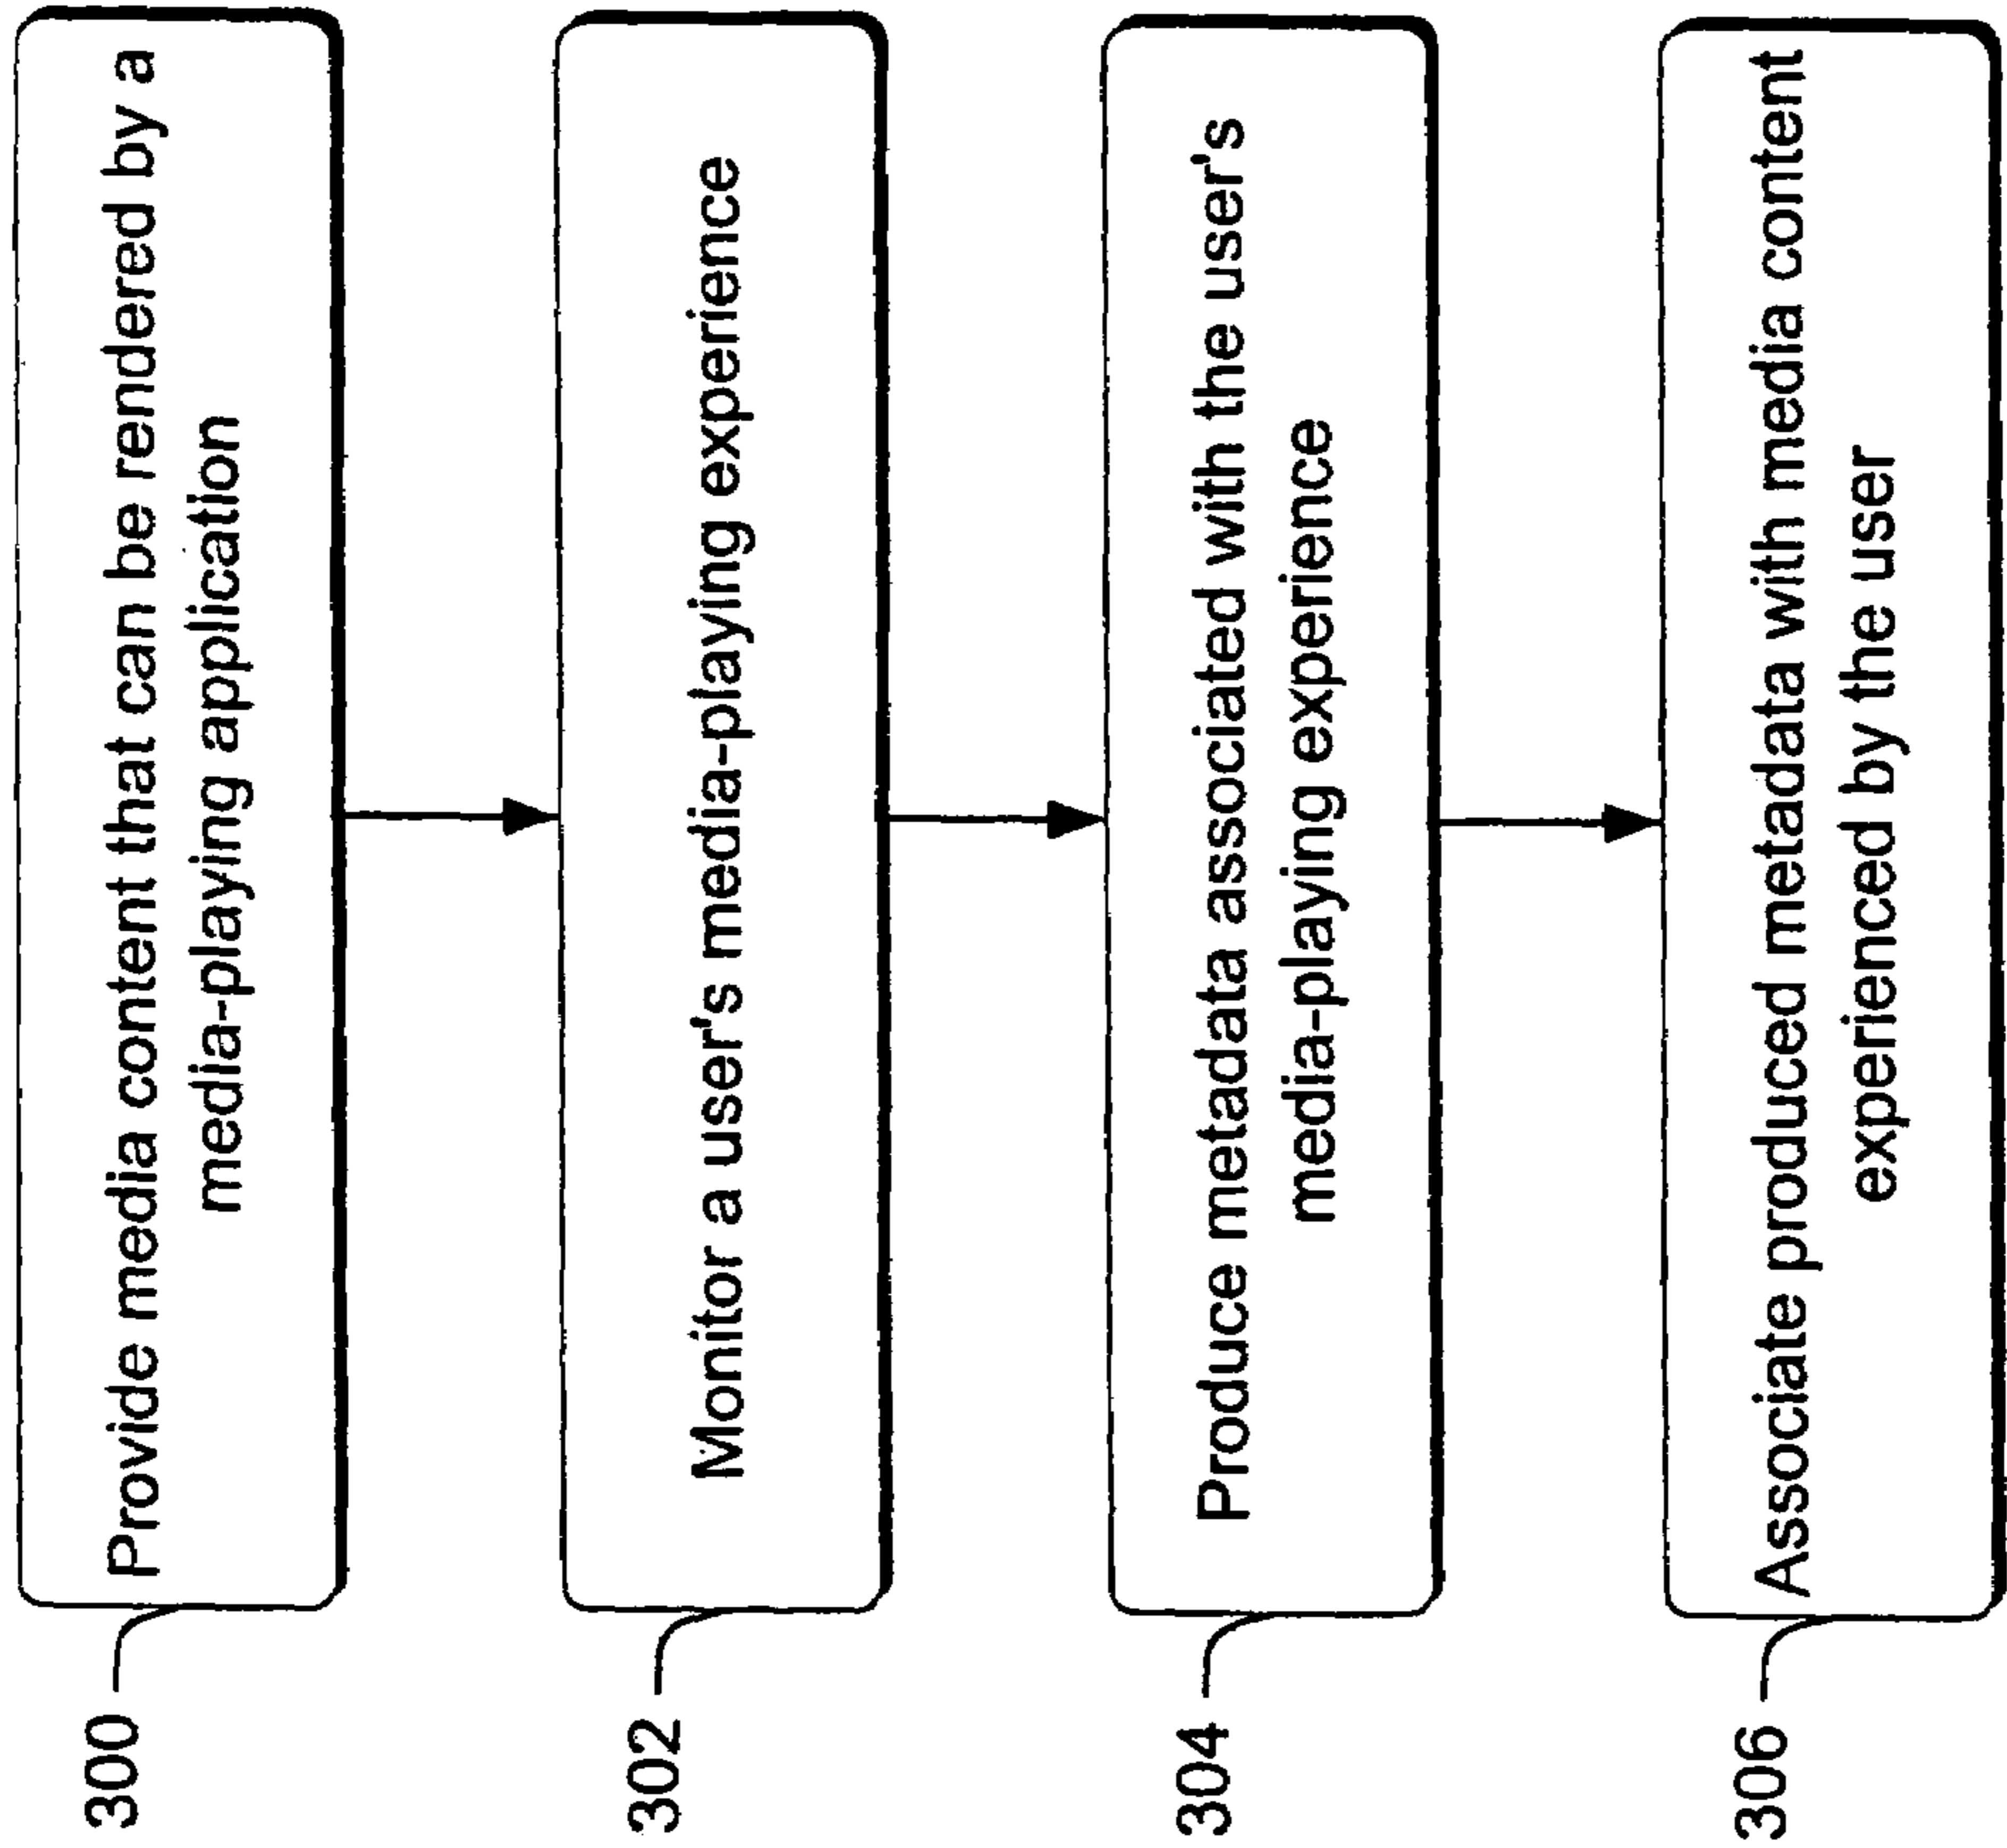 300
Provide media content that can be rendered by a
media-playing application
302
Monitor a user's media-playing experience
304
Produce metadata associated with the user's
media-playing experience
306
Associate produced metadata with media content
experienced by the user